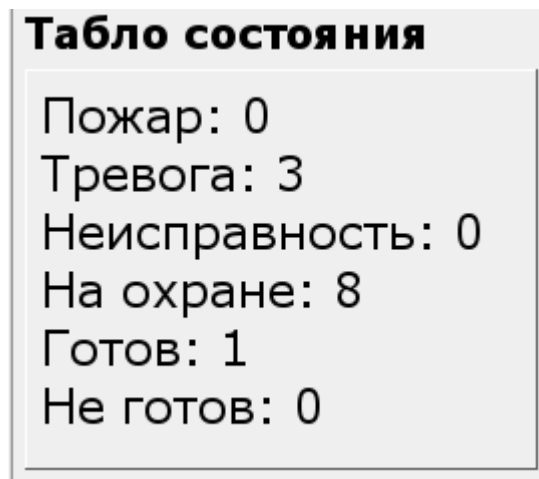 Табло состояния
Пожар: 0
Тревога: 3
Неисправность: 0
На охране: 8
Готов: 1
Не готов: 0